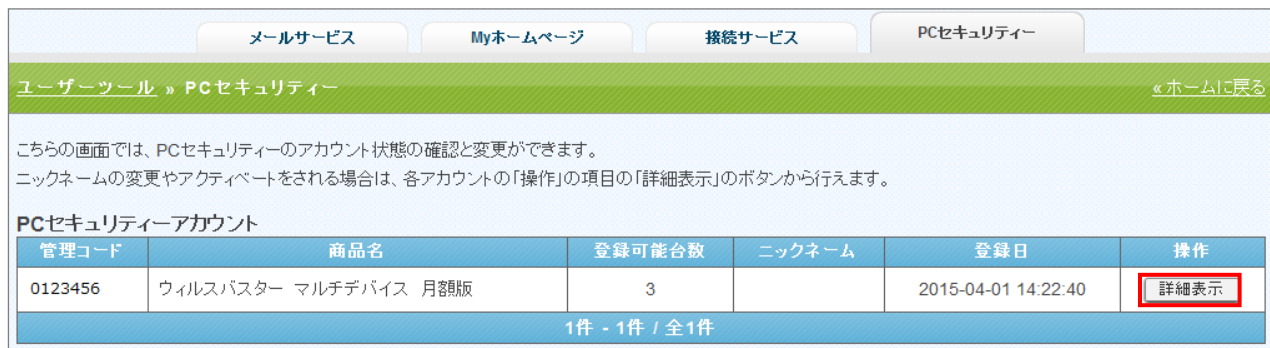 メールサービス Myホームページ 接続サービス PCセキュリティー
ユーザーツール » PCセキュリティー «ホームに戻る
こちらの画面では、PCセキュリティーのアカウント状態の確認と変更ができます。
ニックネームの変更やアクティベートをされる場合は、各アカウントの「操作」の項目の「詳細表示」のボタンから行えます。
PCセキュリティーアカウント
管理コード 商品名 登録可能台数 ニックネーム 登録日 操作
0123456 ウィルスバスター マルチデバイス 月額版 3 2015-04-01 14:22:40 詳細表示
1件 - 1件 / 全1件